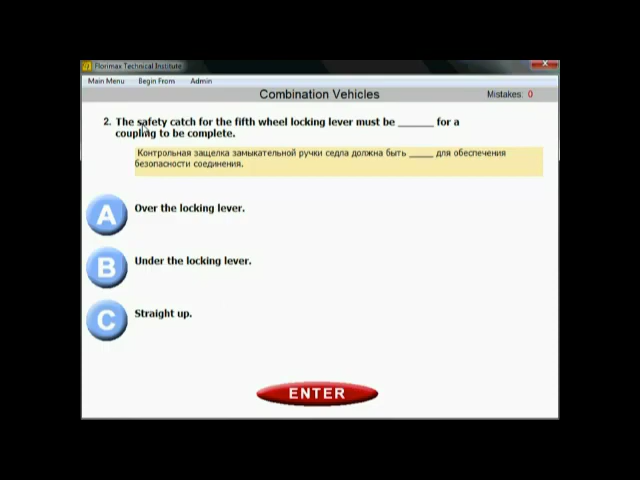 Florimax Technical Institute
Main Menu Begin From Admin
Combination Vehicles Mistakes: 0
2. The safety catch for the fifth wheel locking lever must be ______ for a
coupling to be complete.
Контрольная защелка замыкательной ручки седла должна быть _____ для обеспечения
безопасности соединения.
A Over the locking lever.
B Under the locking lever.
C Straight up.
ENTER